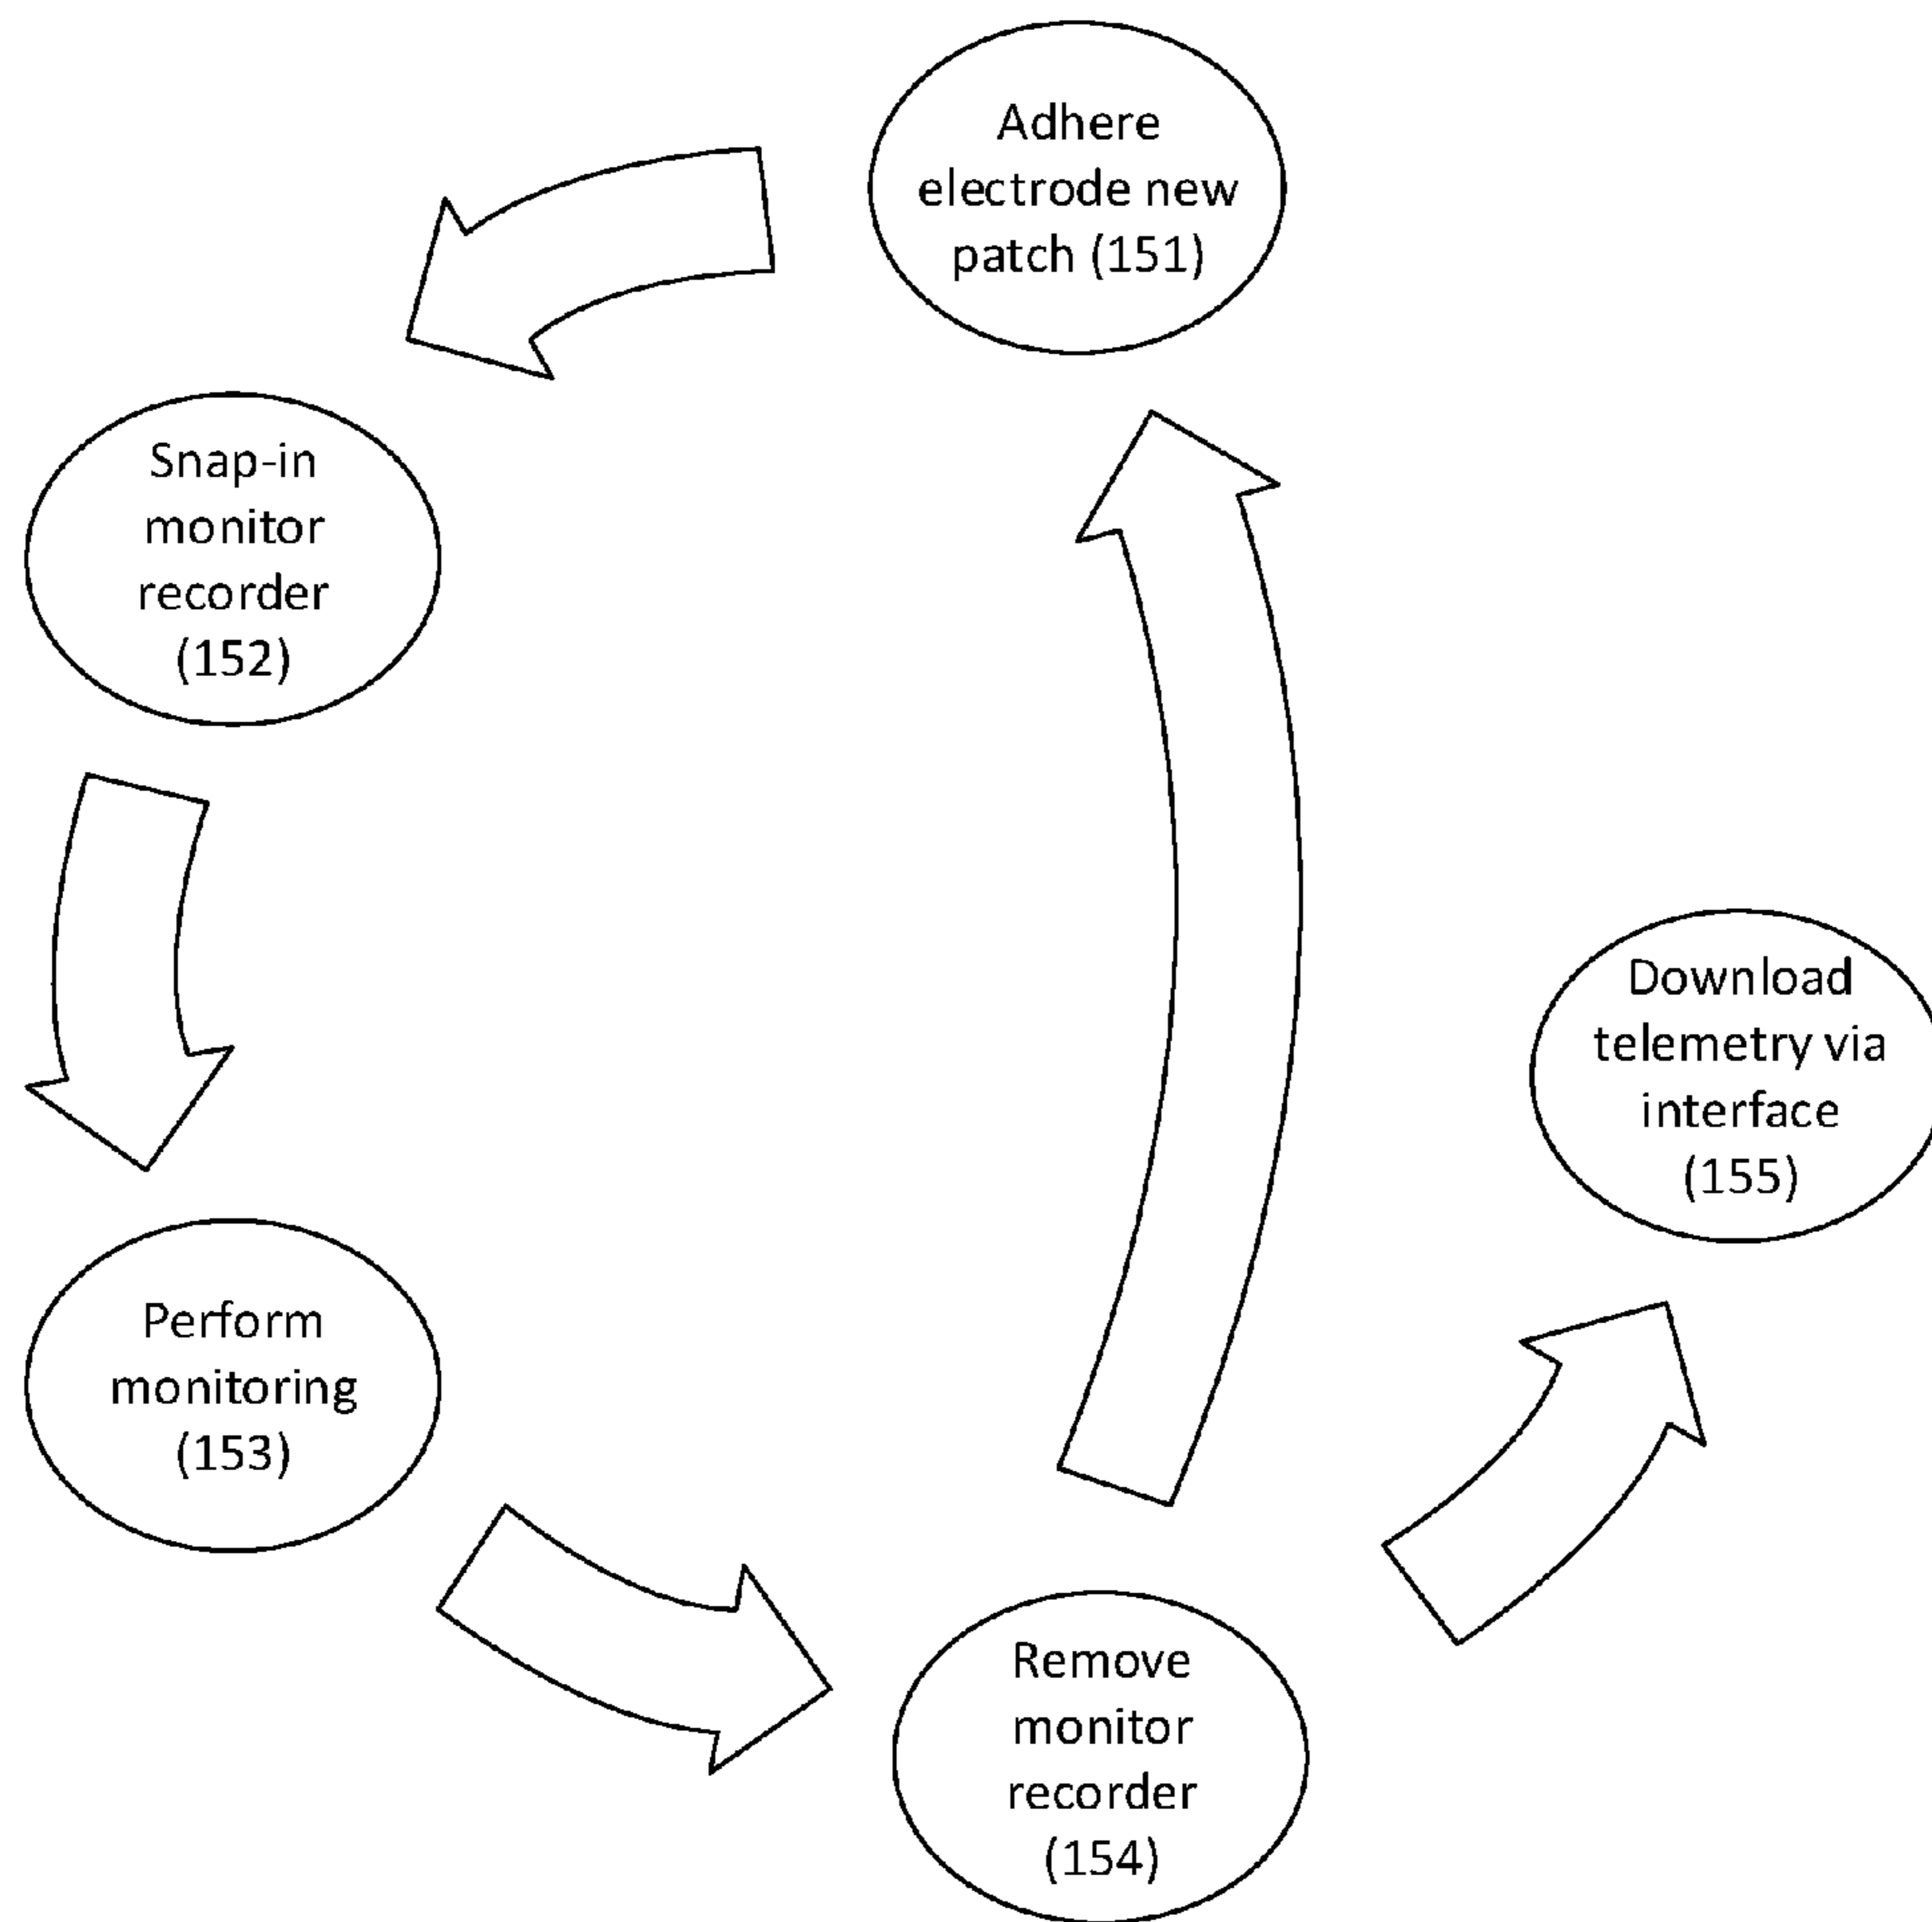 Adhere
electrode new
patch (151)
Snap-in
monitor
recorder
(152)
Perform
monitoring
(153)
Remove
monitor
recorder
(154)
Download
telemetry via
interface
(155)